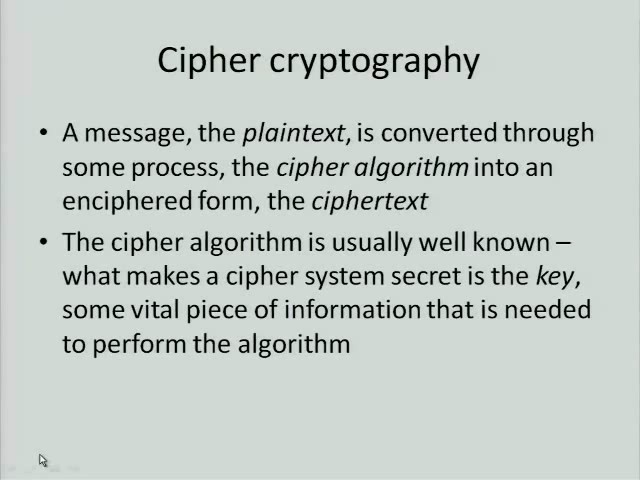 Cipher cryptography
• A message, the plaintext, is converted through
some process, the cipher algorithm into an
enciphered form, the ciphertext
• The cipher algorithm is usually well known –
what makes a cipher system secret is the key,
some vital piece of information that is needed
to perform the algorithm